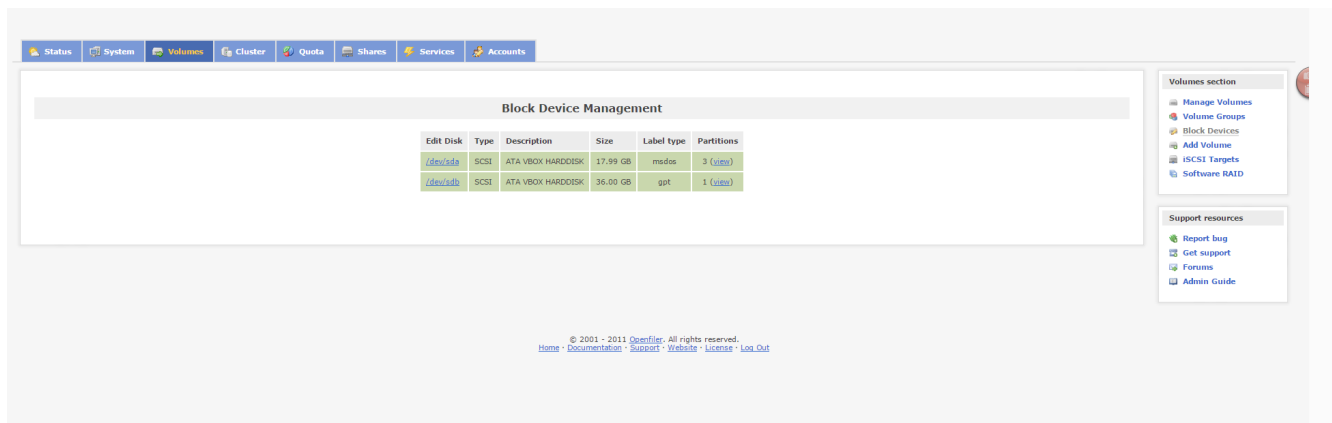 Status System Volumes Cluster Quota Shares Services Accounts
Block Device Management
Edit Disk Type Description Size Label type Partitions
/dev/sda SCSI ATA VBOX HARDDISK 17.99 GB msdos 3 (view)
/dev/sdb SCSI ATA VBOX HARDDISK 36.00 GB gpt 1 (view)
Volumes section
Manage Volumes
Volume Groups
Block Devices
Add Volume
iSCSI Targets
Software RAID
Support resources
Report bug
Get support
Forums
Admin Guide
© 2001 - 2011 Openfiler. All rights reserved.
Home · Documentation · Support · Website · License · Log Out